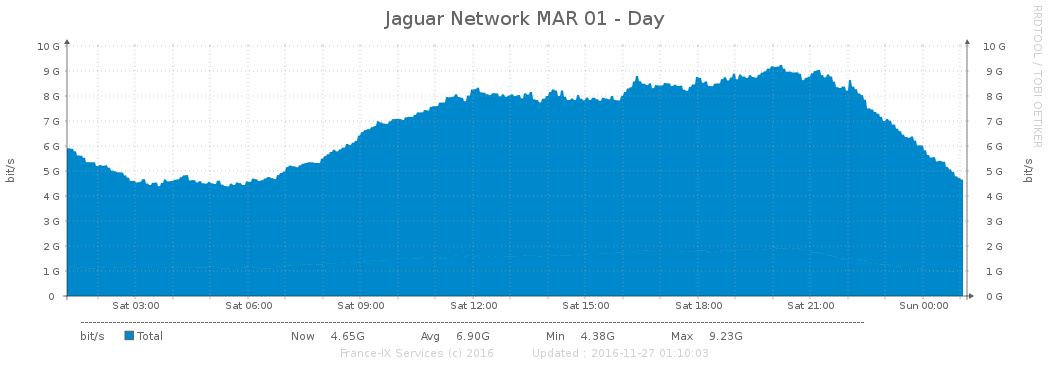 Jaguar Network MAR 01 - Day
RRDTOOL / TOBI OETIKER
10 G 10 G
9 G 9 G
8 G 8 G
7 G 7 G
6 G 6 G
5 G 5 G
4 G 4 G
3 G 3 G
2 G 2 G
1 G 1 G
0 0 G
bit/s
bit/s
Sat 03:00 Sat 06:00 Sat 09:00 Sat 12:00 Sat 15:00 Sat 18:00 Sat 21:00 Sun 00:00
bit/s Total Now 4.65G Avg 6.90G Min 4.38G Max 9.23G
France-IX Services (c) 2016 Updated : 2016-11-27 01:10:03